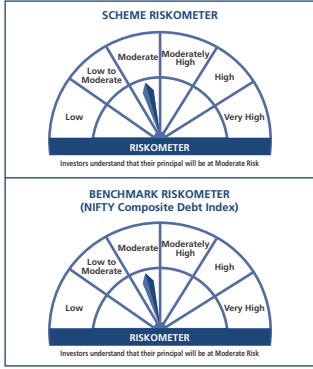 SCHEME RISKOMETER
Low
Low to
Moderate
Moderate
Moderately
High
High
Very High
RISKOMETER
Investors understand that their principal will be at Moderate Risk
BENCHMARK RISKOMETER
(NIFTY Composite Debt Index)
Low
Low to
Moderate
Moderate
Moderately
High
High
Very High
RISKOMETER
Investors understand that their principal will be at Moderate Risk